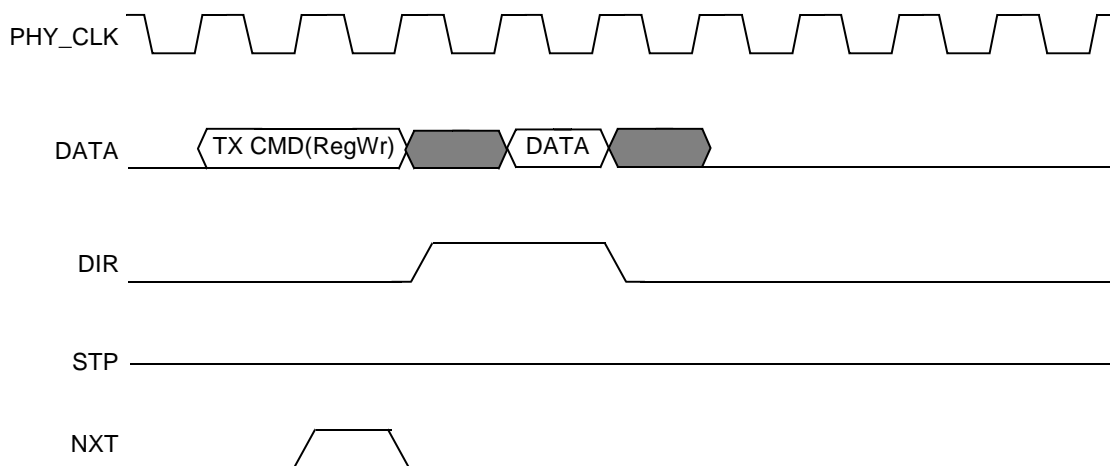 PHY_CLK
DATA TX CMD(RegWr) DATA
DIR
STP
NXT